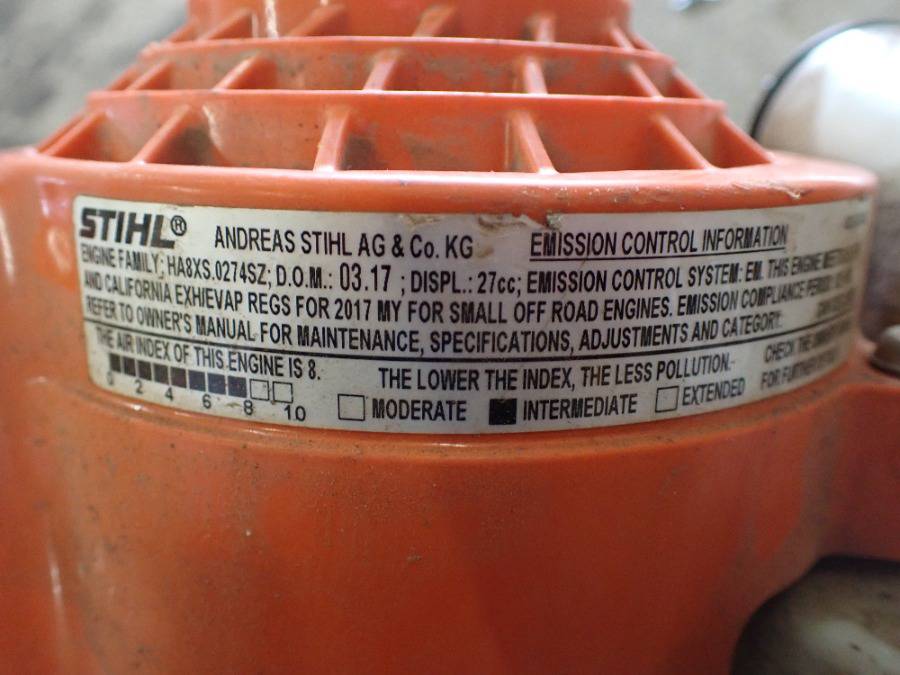 STIHL® ANDREAS STIHL AG & Co. KG EMISSION CONTROL INFORMATION
ENGINE FAMILY: HA8XS.0274SZ; D.O.M.: 03.17 ; DISPL.: 27cc; EMISSION CONTROL SYSTEM: EM. THIS ENGINE MEETS
AND CALIFORNIA EXH/EVAP REGS FOR 2017 MY FOR SMALL OFF ROAD ENGINES. EMISSION COMPLIANCE PERIOD:
REFER TO OWNER'S MANUAL FOR MAINTENANCE, SPECIFICATIONS, ADJUSTMENTS AND CATEGORY:
THE AIR INDEX OF THIS ENGINE IS 8. THE LOWER THE INDEX, THE LESS POLLUTION. CHECK THE
0 2 4 6 8 10 MODERATE INTERMEDIATE EXTENDED FOR FURTHER